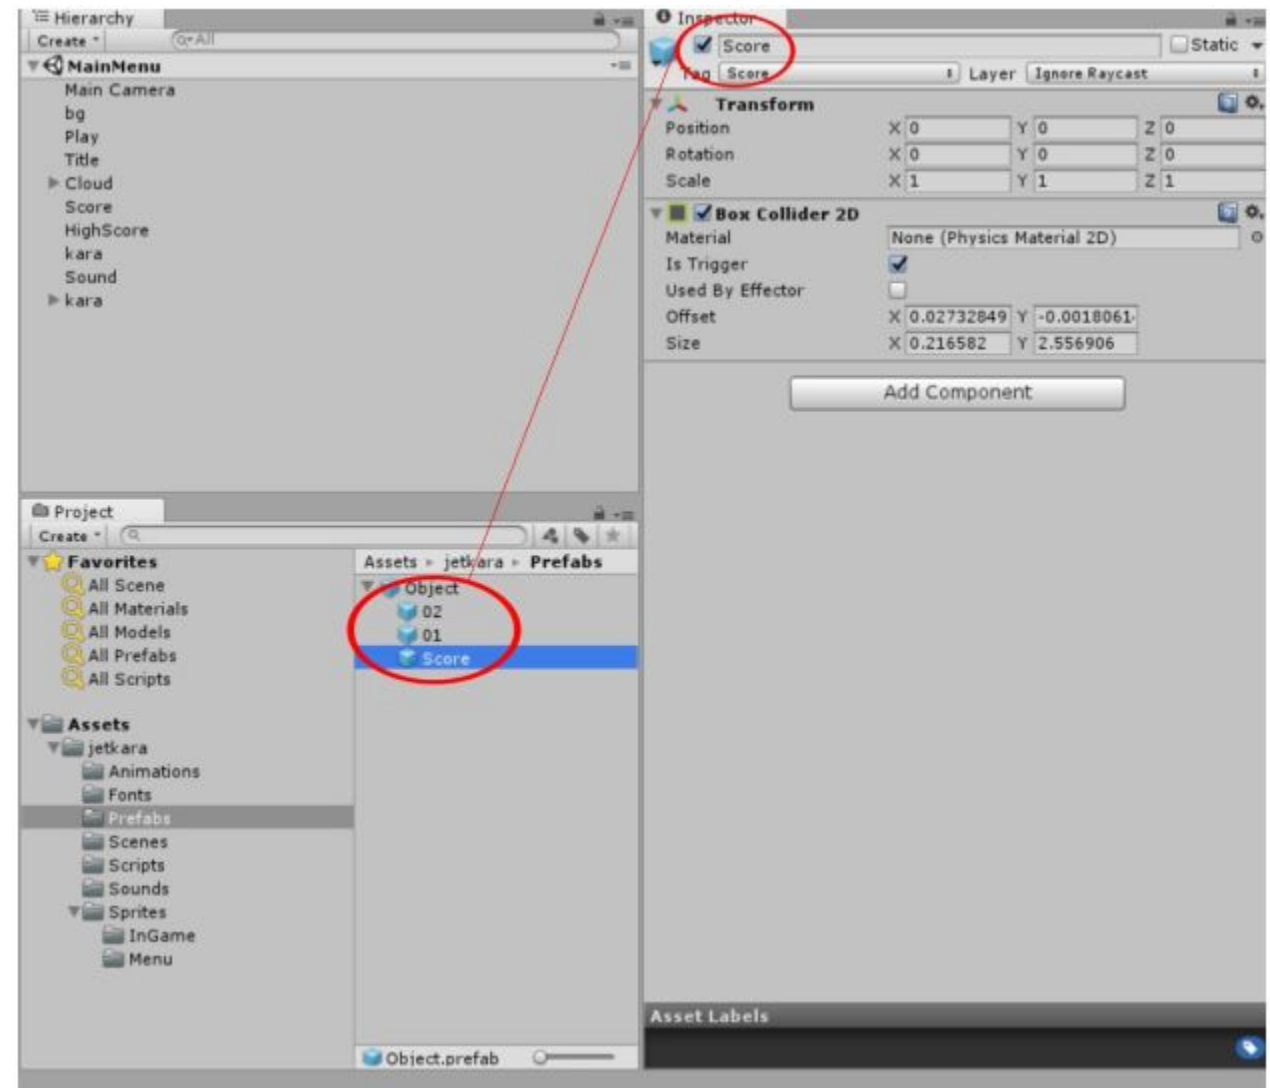 Hierarchy
Create
All
MainMenu
Main Camera
bg
Play
Title
Cloud
Score
HighScore
kara
Sound
kara
Project
Create
Favorites
All Scene
All Materials
All Models
All Prefabs
All Scripts
Assets
jetkara
Animations
Fonts
Prefabs
Scenes
Scripts
Sounds
Sprites
InGame
Menu
Assets jetkara Prefabs
Object
02
01
Score
Object.prefab
Inspector
Score Static
Tag Score Layer Ignore Raycast
Transform
Position X 0 Y 0 Z 0
Rotation X 0 Y 0 Z 0
Scale X 1 Y 1 Z 1
Box Collider 2D
Material None (Physics Material 2D)
Is Trigger
Used By Effector
Offset X 0.02732849 Y -0.0018061
Size X 0.216582 Y 2.556906
Add Component
Asset Labels